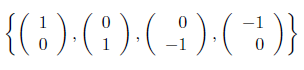 {(1 0), (0 1), (0 -1), (-1 0)}